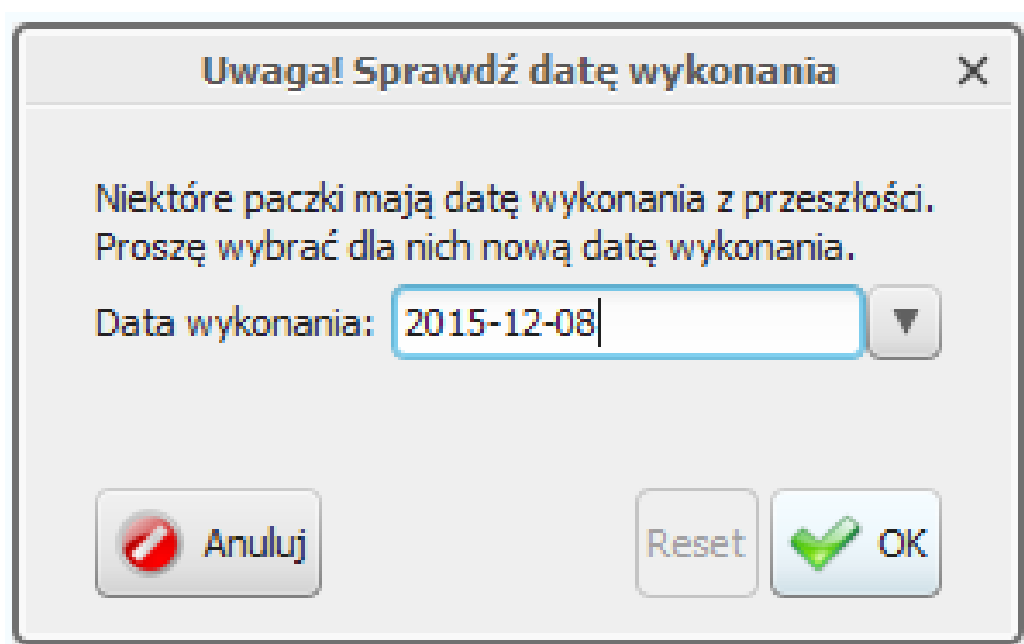 Uwaga! Sprawdź datę wykonania
Niektóre paczki mają datę wykonania z przeszłości.
Proszę wybrać dla nich nową datę wykonania.
Data wykonania: 2015-12-08
Anuluj Reset OK